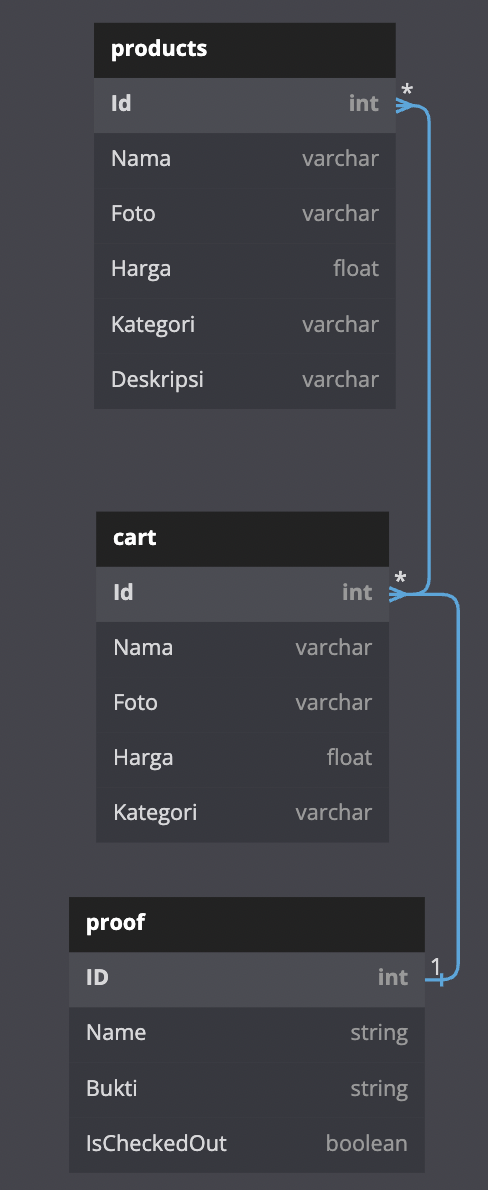 products
*
Id int
Nama varchar
Foto varchar
Harga float
Kategori varchar
Deskripsi varchar
cart
*
Id int
Nama varchar
Foto varchar
Harga float
Kategori varchar
proof
1
ID int
Name string
Bukti string
IsCheckedOut boolean